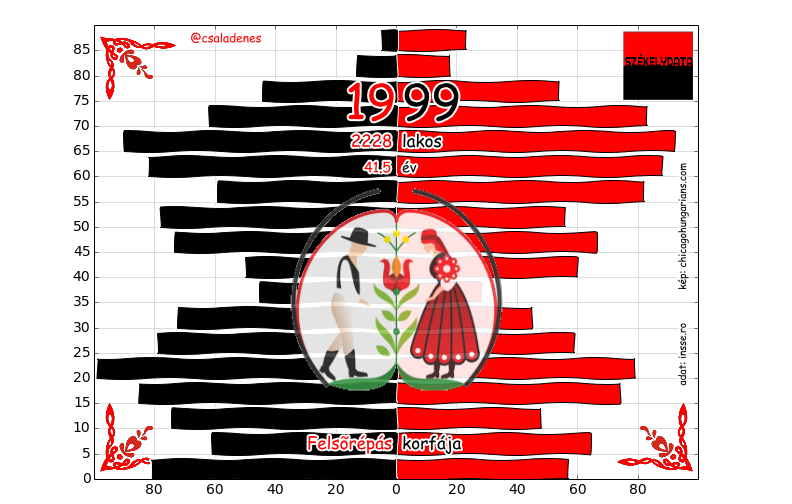 @csaladenes
SZÉKELYDATA
1999
2228 lakos
41.5 év
kép: chicagohungarians.com
adat: insse.ro
Felsõrépás korfája
85
80
75
70
65
60
55
50
45
40
35
30
25
20
15
10
5
0
80 60 40 20 0 20 40 60 80